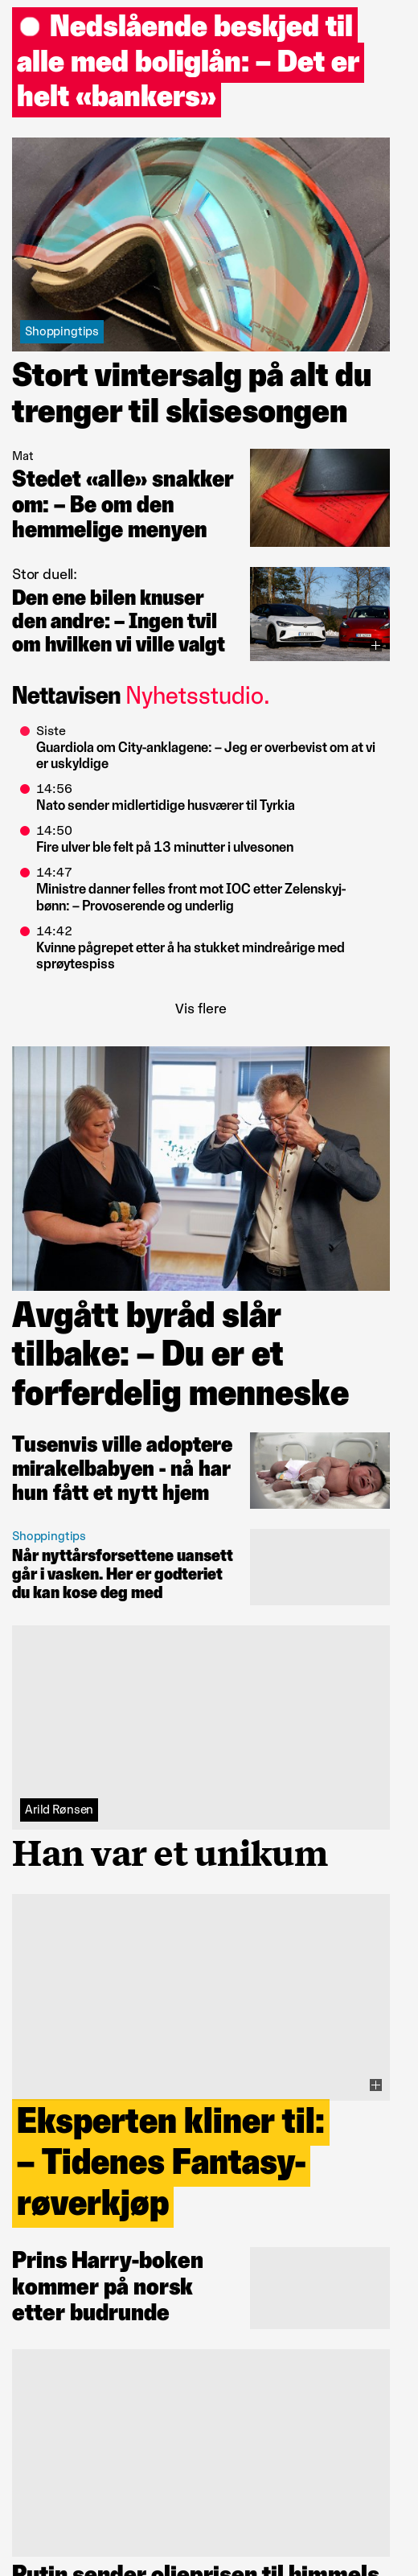 Nedslående beskjed til
alle med boliglån: – Det er
helt «bankers»
Shoppingtips
Stort vintersalg på alt du
trenger til skisesongen
Mat
Stedet «alle» snakker
om: – Be om den
hemmelige menyen
Stor duell:
Den ene bilen knuser
den andre: – Ingen tvil
om hvilken vi ville valgt
Nettavisen Nyhetsstudio.
Siste
Guardiola om City-anklagene: – Jeg er overbevist om at vi
er uskyldige
14:56
Nato sender midlertidige husværer til Tyrkia
14:50
Fire ulver ble felt på 13 minutter i ulvesonen
14:47
Ministre danner felles front mot IOC etter Zelenskyj-
bønn: – Provoserende og underlig
14:42
Kvinne pågrepet etter å ha stukket mindreårige med
sprøytespiss
Vis flere
Avgått byråd slår
tilbake: – Du er et
forferdelig menneske
Tusenvis ville adoptere
mirakelbabyen - nå har
hun fått et nytt hjem
Shoppingtips
Når nyttårsforsettene uansett
går i vasken. Her er godteriet
du kan kose deg med
Arild Rønsen
Han var et unikum
Eksperten kliner til:
– Tidenes Fantasy-
røverkjøp
Prins Harry-boken
kommer på norsk
etter budrunde
Putin sender oljeprisen til himmels